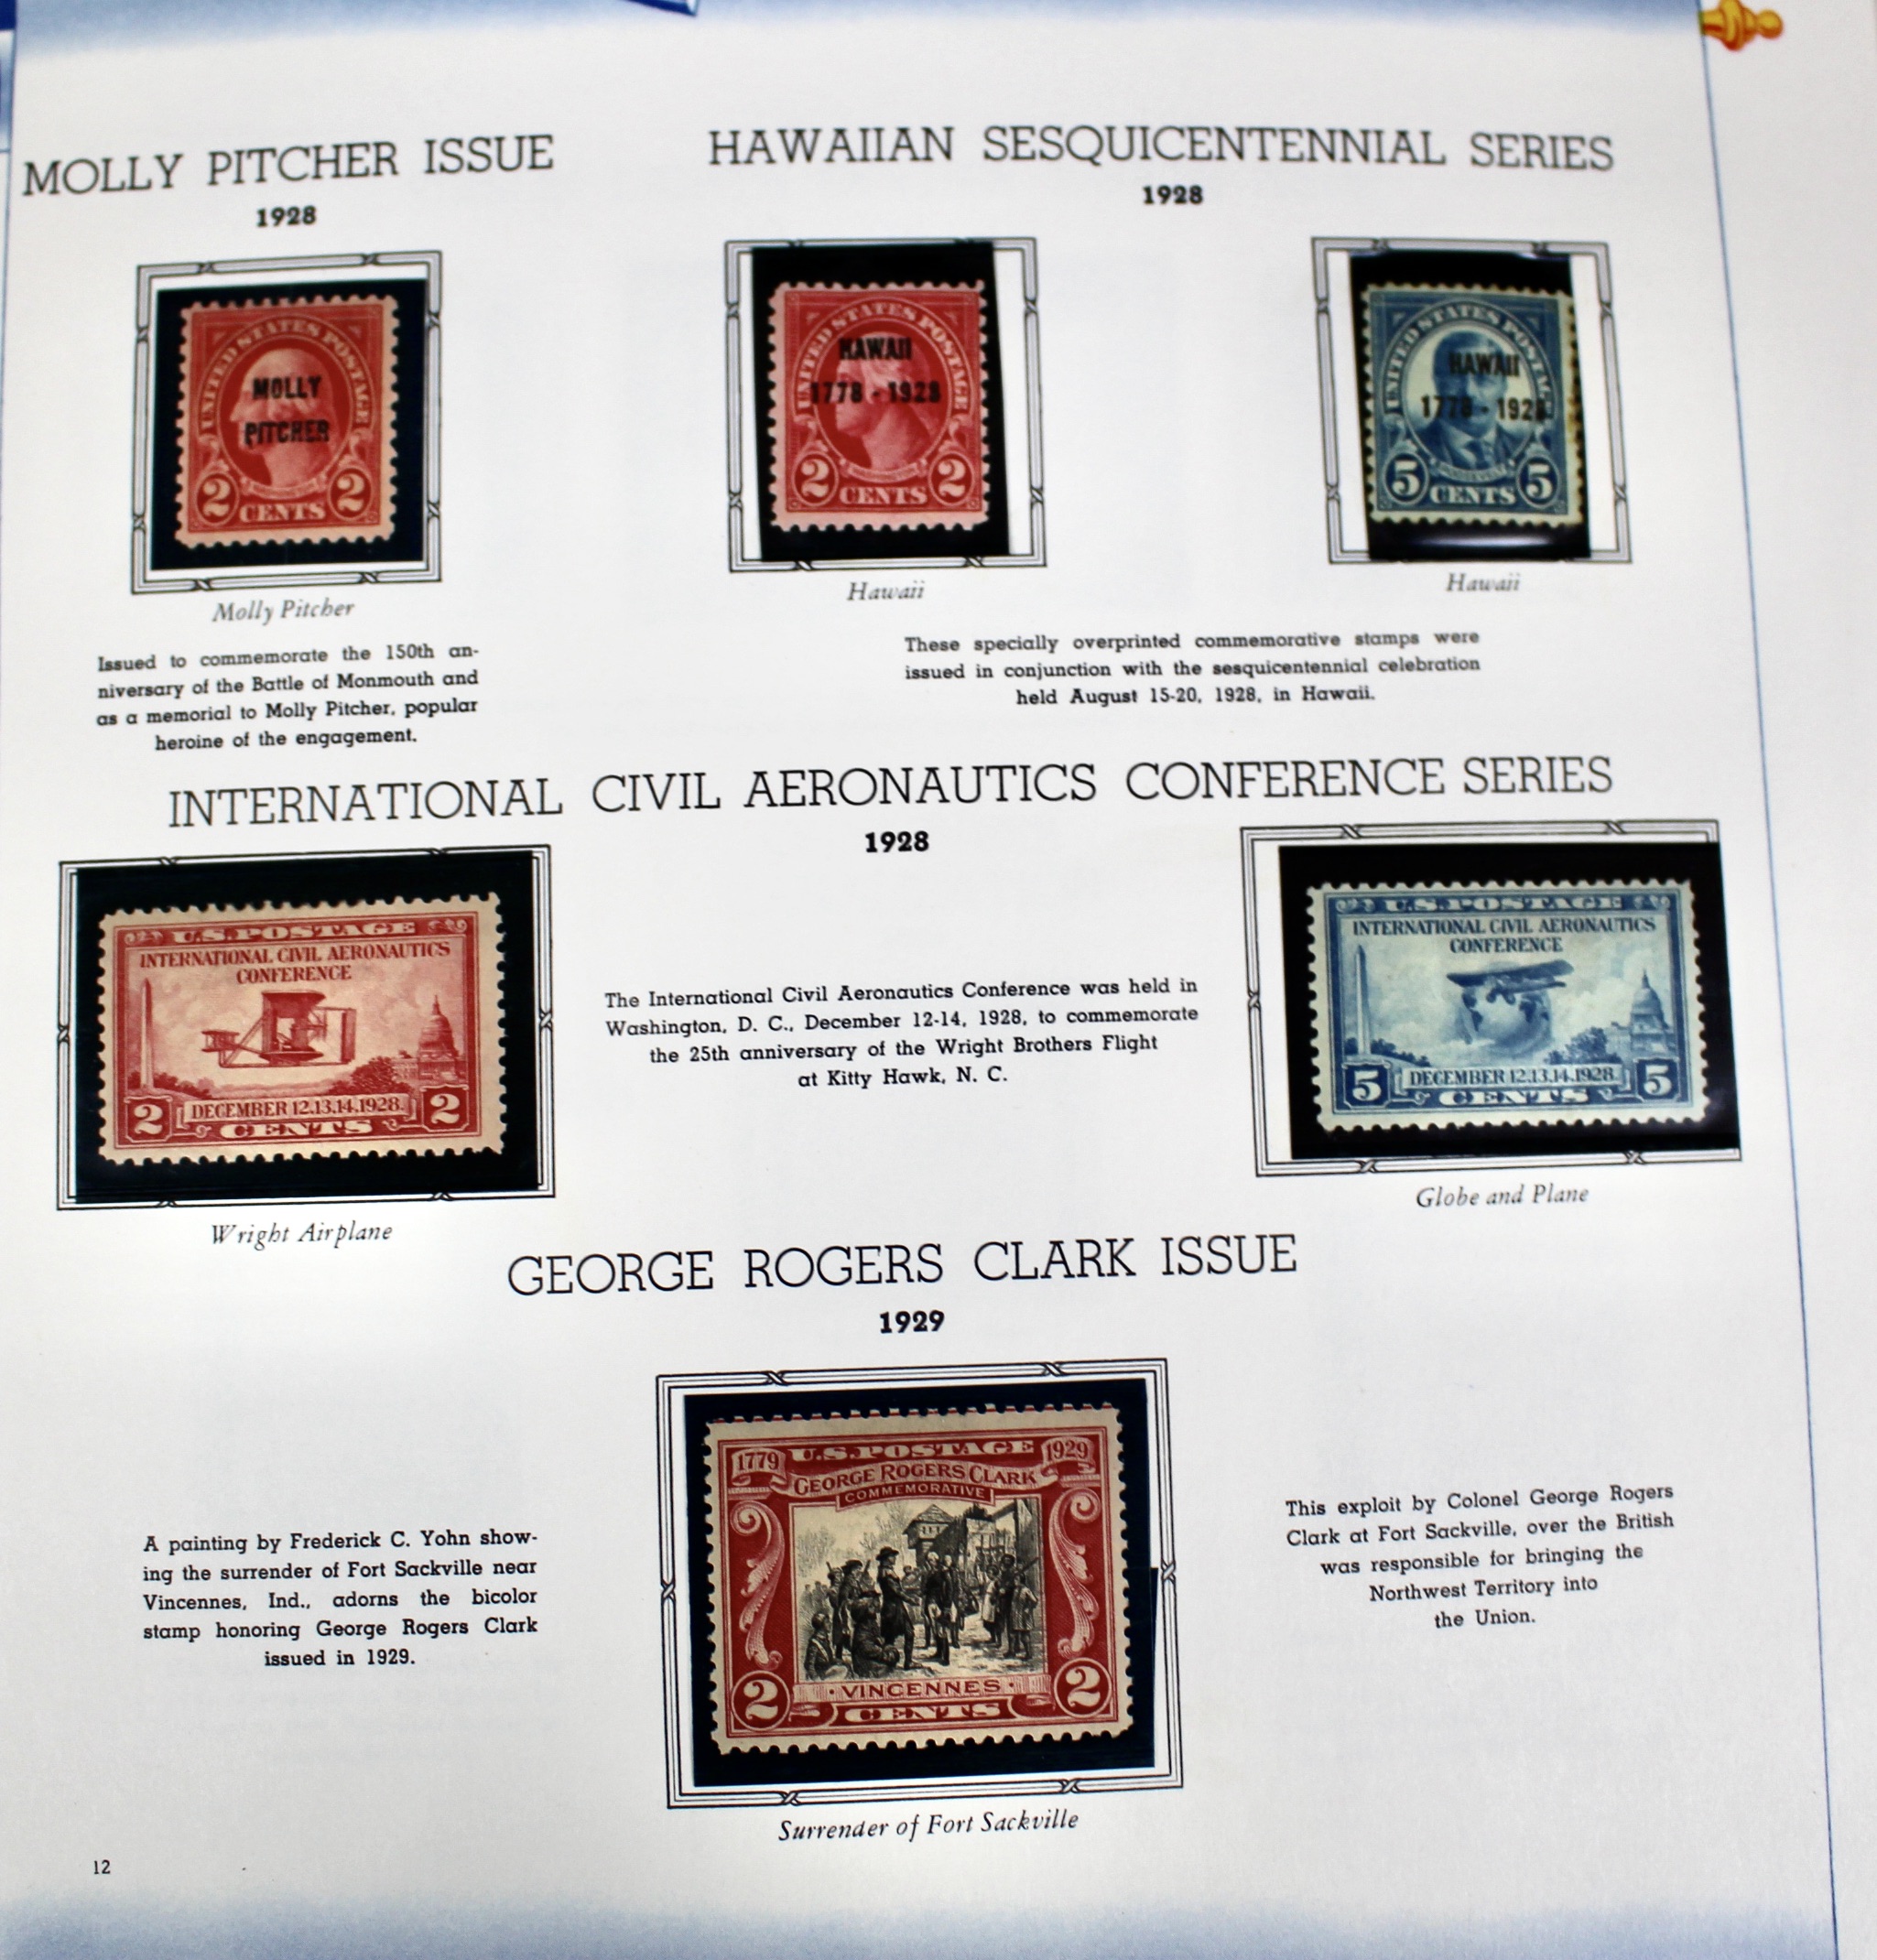 MOLLY PITCHER ISSUE
1928
UNITED STATES POSTAGE
MOLLY
PITCHER
2 CENTS 2
Molly Pitcher
Issued to commemorate the 150th an-
niversary of the Battle of Monmouth and
as a memorial to Molly Pitcher, popular
heroine of the engagement.
HAWAIIAN SESQUICENTENNIAL SERIES
1928
UNITED STATES POSTAGE
HAWAII
1778 - 1928
2 CENTS 2
Hawaii
UNITED STATES POSTAGE
HAWAII
1778 - 1928
5 CENTS 5
Hawaii
These specially overprinted commemorative stamps were
issued in conjunction with the sesquicentennial celebration
held August 15-20, 1928, in Hawaii.
INTERNATIONAL CIVIL AERONAUTICS CONFERENCE SERIES
1928
U.S. POSTAGE
INTERNATIONAL CIVIL AERONAUTICS
CONFERENCE
2 DECEMBER 12.13.14.1928. 2
CENTS
Wright Airplane
The International Civil Aeronautics Conference was held in
Washington, D. C., December 12-14, 1928, to commemorate
the 25th anniversary of the Wright Brothers Flight
at Kitty Hawk, N. C.
U.S. POSTAGE
INTERNATIONAL CIVIL AERONAUTICS
CONFERENCE
5 DECEMBER 12.13.14.1928. 5
CENTS
Globe and Plane
GEORGE ROGERS CLARK ISSUE
1929
A painting by Frederick C. Yohn show-
ing the surrender of Fort Sackville near
Vincennes, Ind., adorns the bicolor
stamp honoring George Rogers Clark
issued in 1929.
1779 U.S. POSTAGE 1929
GEORGE ROGERS CLARK
COMMEMORATIVE
2 · VINCENNES · 2
CENTS
Surrender of Fort Sackville
This exploit by Colonel George Rogers
Clark at Fort Sackville, over the British
was responsible for bringing the
Northwest Territory into
the Union.
12